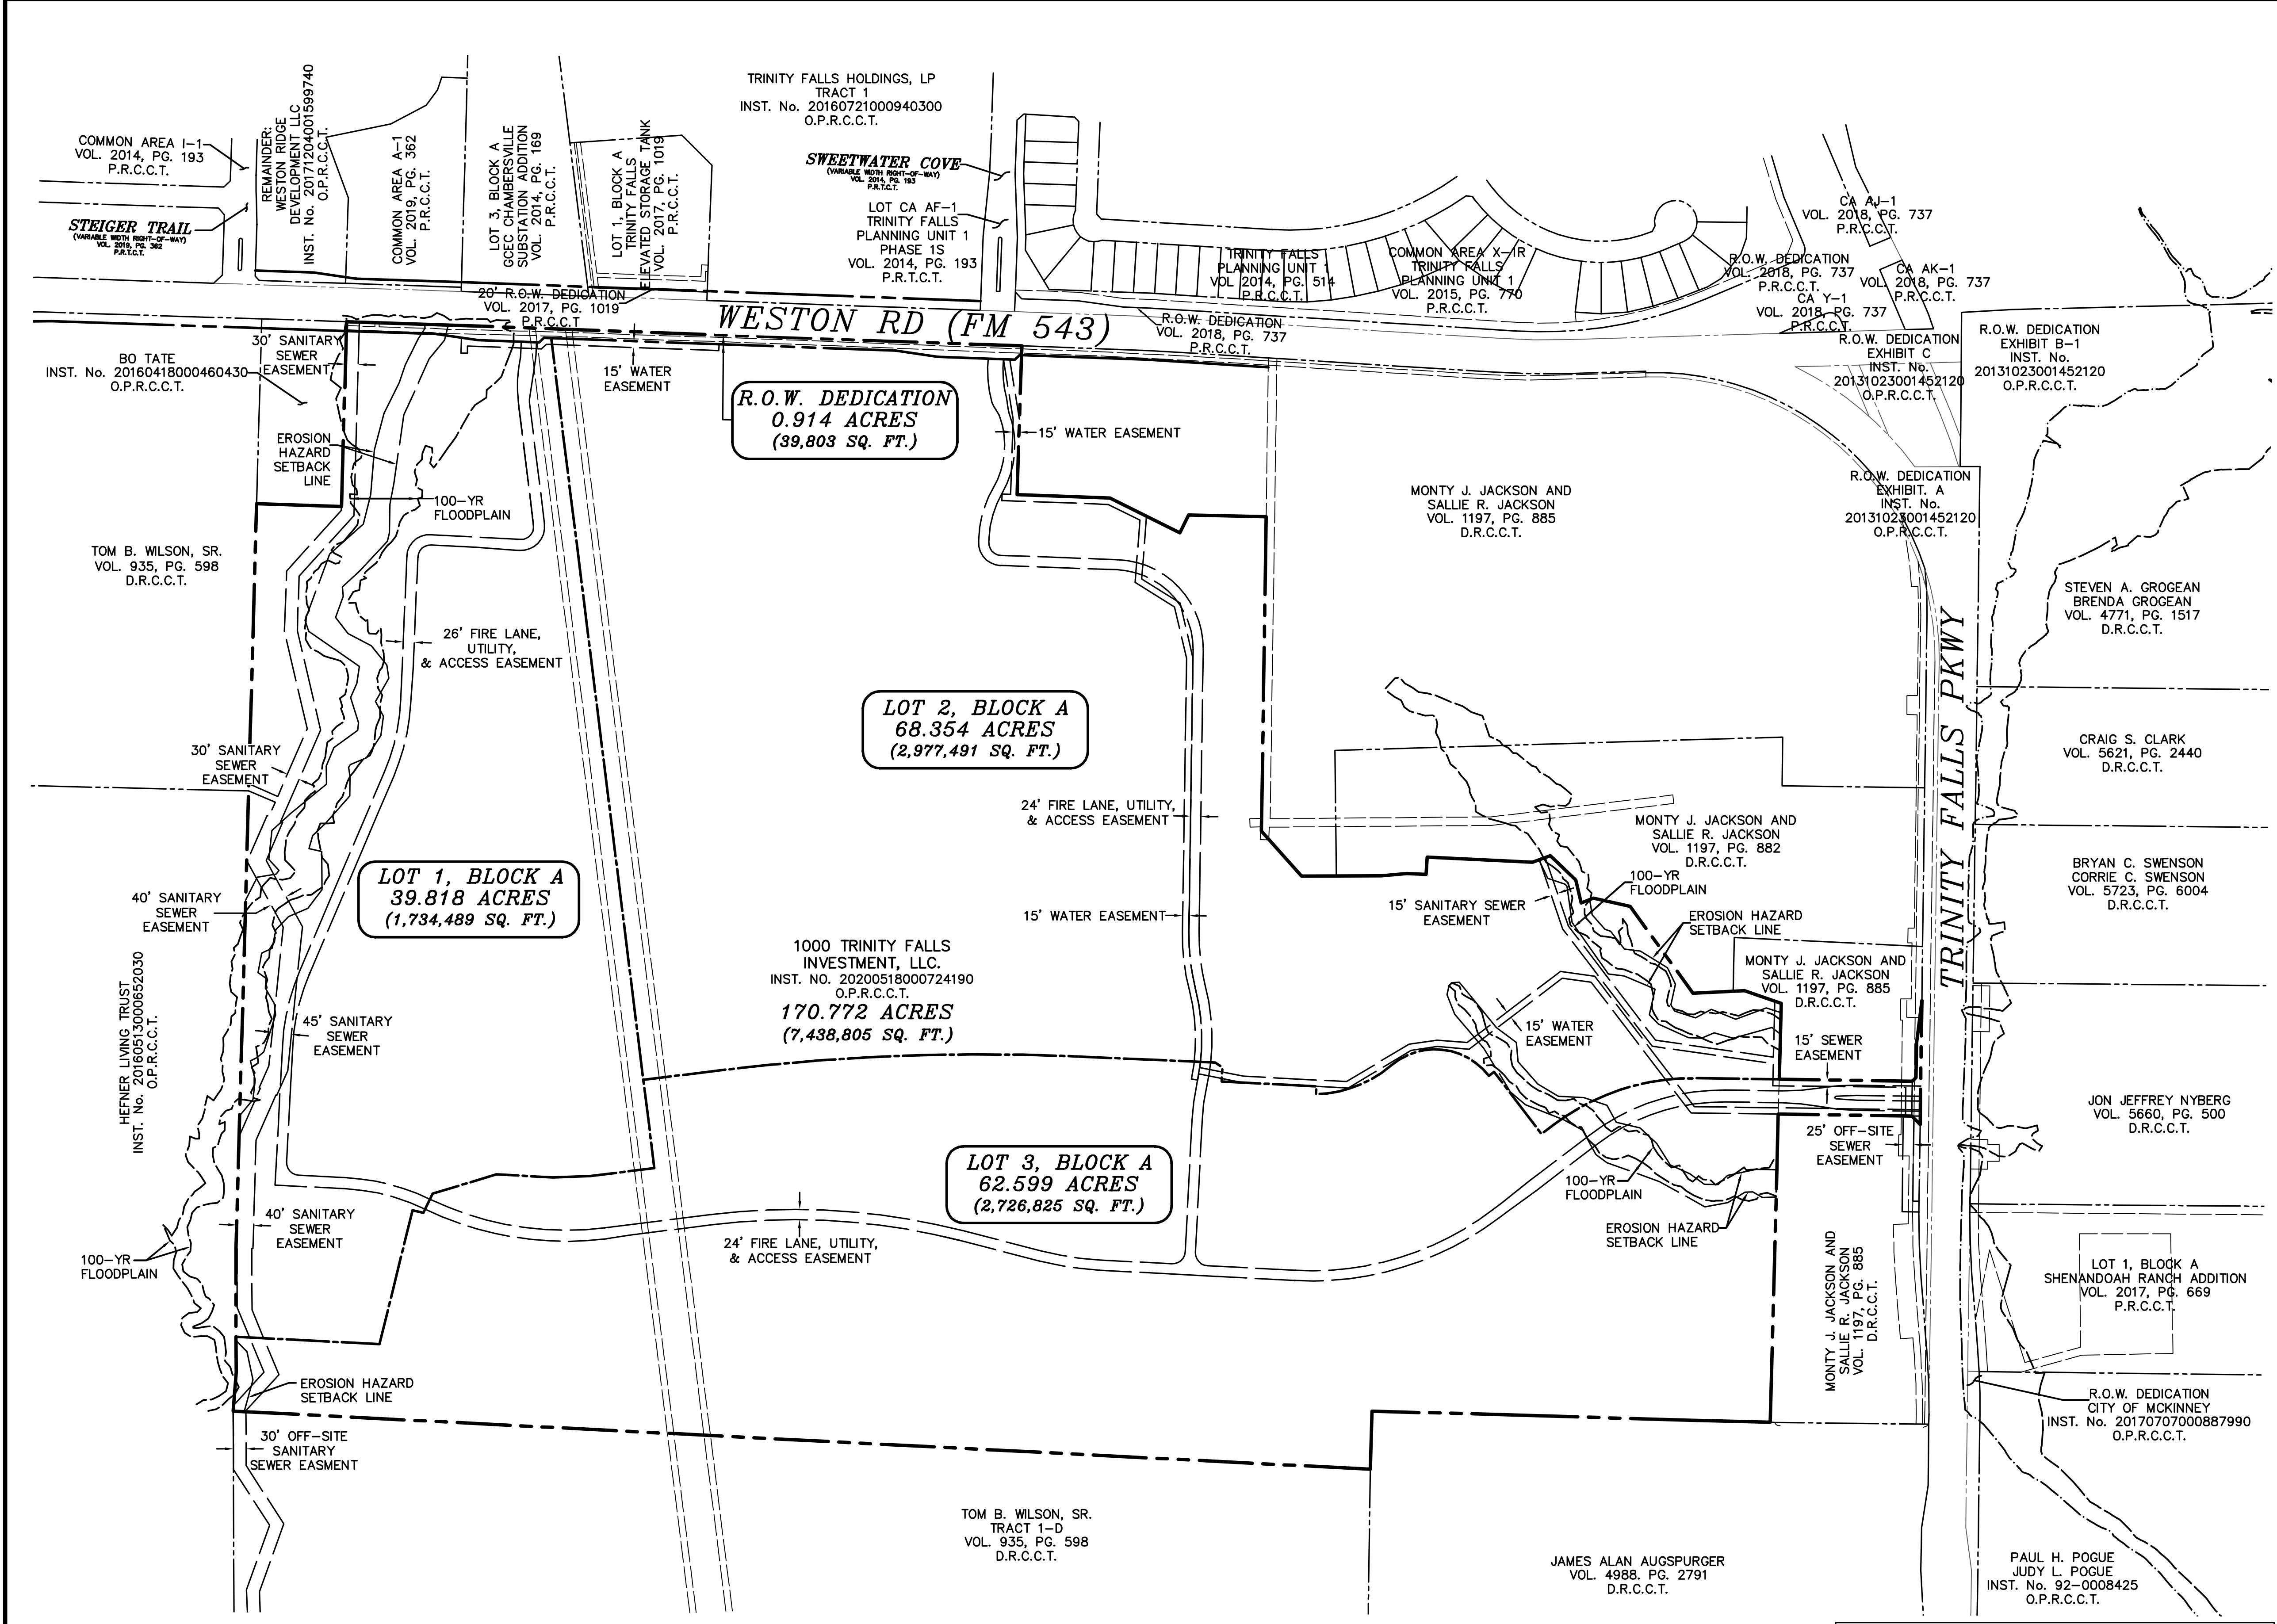 COMMON AREA I-1
VOL. 2014, PG. 193
P.R.C.C.T.
STEIGER TRAIL
(VARIABLE WIDTH RIGHT-OF-WAY)
VOL. 2019, PG. 362
P.R.T.C.T.
REMAINDER:
WESTON RIDGE
DEVELOPMENT LLC
INST. No. 20171204001599740
O.P.R.C.C.T.
COMMON AREA A-1
VOL. 2019, PG. 362
P.R.C.C.T.
LOT 3, BLOCK A
GCEC CHAMBERSVILLE
SUBSTATION ADDITION
VOL. 2014, PG. 169
P.R.C.C.T.
LOT 1, BLOCK A
TRINITY FALLS
ELEVATED STORAGE TANK
VOL. 2017, PG. 1019
P.R.C.C.T.
TRINITY FALLS HOLDINGS, LP
TRACT 1
INST. No. 20160721000940300
O.P.R.C.C.T.
SWEETWATER COVE
(VARIABLE WIDTH RIGHT-OF-WAY)
VOL. 2014, PG. 193
P.R.T.C.T.
LOT CA AF-1
TRINITY FALLS
PLANNING UNIT 1
PHASE 1S
VOL. 2014, PG. 193
P.R.T.C.T.
TRINITY FALLS
PLANNING UNIT 1
VOL 2014, PG. 514
P.R.C.C.T.
COMMON AREA X-1R
TRINITY FALLS
PLANNING UNIT 1
VOL. 2015, PG. 770
P.R.C.C.T.
CA AJ-1
VOL. 2018, PG. 737
P.R.C.C.T.
R.O.W. DEDICATION
VOL. 2018, PG. 737
P.R.C.C.T.
CA AK-1
VOL. 2018, PG. 737
P.R.C.C.T.
CA Y-1
VOL. 2018, PG. 737
P.R.C.C.T.
20' R.O.W. DEDICATION
VOL. 2017, PG. 1019
P.R.C.C.T
WESTON RD (FM 543)
R.O.W. DEDICATION
VOL. 2018, PG. 737
P.R.C.C.T.
R.O.W. DEDICATION
EXHIBIT C
INST. No.
20131023001452120
O.P.R.C.C.T.
R.O.W. DEDICATION
EXHIBIT B-1
INST. No.
20131023001452120
O.P.R.C.C.T.
BO TATE
INST. No. 20160418000460430
O.P.R.C.C.T.
30' SANITARY
SEWER
EASEMENT
15' WATER
EASEMENT
R.O.W. DEDICATION
0.914 ACRES
(39,803 SQ. FT.)
15' WATER EASEMENT
EROSION
HAZARD
SETBACK
LINE
100-YR
FLOODPLAIN
MONTY J. JACKSON AND
SALLIE R. JACKSON
VOL. 1197, PG. 885
D.R.C.C.T.
R.O.W. DEDICATION
EXHIBIT. A
INST. No.
20131023001452120
O.P.R.C.C.T.
TOM B. WILSON, SR.
VOL. 935, PG. 598
D.R.C.C.T.
STEVEN A. GROGEAN
BRENDA GROGEAN
VOL. 4771, PG. 1517
D.R.C.C.T.
26' FIRE LANE,
UTILITY,
& ACCESS EASEMENT
TRINITY FALLS PKWY
LOT 2, BLOCK A
68.354 ACRES
(2,977,491 SQ. FT.)
30' SANITARY
SEWER
EASEMENT
CRAIG S. CLARK
VOL. 5621, PG. 2440
D.R.C.C.T.
24' FIRE LANE, UTILITY,
& ACCESS EASEMENT
MONTY J. JACKSON AND
SALLIE R. JACKSON
VOL. 1197, PG. 882
D.R.C.C.T.
LOT 1, BLOCK A
39.818 ACRES
(1,734,489 SQ. FT.)
BRYAN C. SWENSON
CORRIE C. SWENSON
VOL. 5723, PG. 6004
D.R.C.C.T.
100-YR
FLOODPLAIN
40' SANITARY
SEWER
EASEMENT
15' WATER EASEMENT
15' SANITARY SEWER
EASEMENT
EROSION HAZARD
SETBACK LINE
1000 TRINITY FALLS
INVESTMENT, LLC.
INST. NO. 20200518000724190
O.P.R.C.C.T.
170.772 ACRES
(7,438,805 SQ. FT.)
MONTY J. JACKSON AND
SALLIE R. JACKSON
VOL. 1197, PG. 885
D.R.C.C.T.
HEFNER LIVING TRUST
INST. No. 20160513000652030
O.P.R.C.C.T.
45' SANITARY
SEWER
EASEMENT
15' WATER
EASEMENT
15' SEWER
EASEMENT
JON JEFFREY NYBERG
VOL. 5660, PG. 500
D.R.C.C.T.
25' OFF-SITE
SEWER
EASEMENT
LOT 3, BLOCK A
62.599 ACRES
(2,726,825 SQ. FT.)
100-YR
FLOODPLAIN
40' SANITARY
SEWER
EASEMENT
EROSION HAZARD
SETBACK LINE
24' FIRE LANE, UTILITY,
& ACCESS EASEMENT
100-YR
FLOODPLAIN
MONTY J. JACKSON AND
SALLIE R. JACKSON
VOL. 1197, PG. 885
D.R.C.C.T.
LOT 1, BLOCK A
SHENANDOAH RANCH ADDITION
VOL. 2017, PG. 669
P.R.C.C.T.
EROSION HAZARD
SETBACK LINE
R.O.W. DEDICATION
CITY OF MCKINNEY
INST. No. 20170707000887990
O.P.R.C.C.T.
30' OFF-SITE
SANITARY
SEWER EASMENT
TOM B. WILSON, SR.
TRACT 1-D
VOL. 935, PG. 598
D.R.C.C.T.
JAMES ALAN AUGSPURGER
VOL. 4988. PG. 2791
D.R.C.C.T.
PAUL H. POGUE
JUDY L. POGUE
INST. No. 92-0008425
O.P.R.C.C.T.